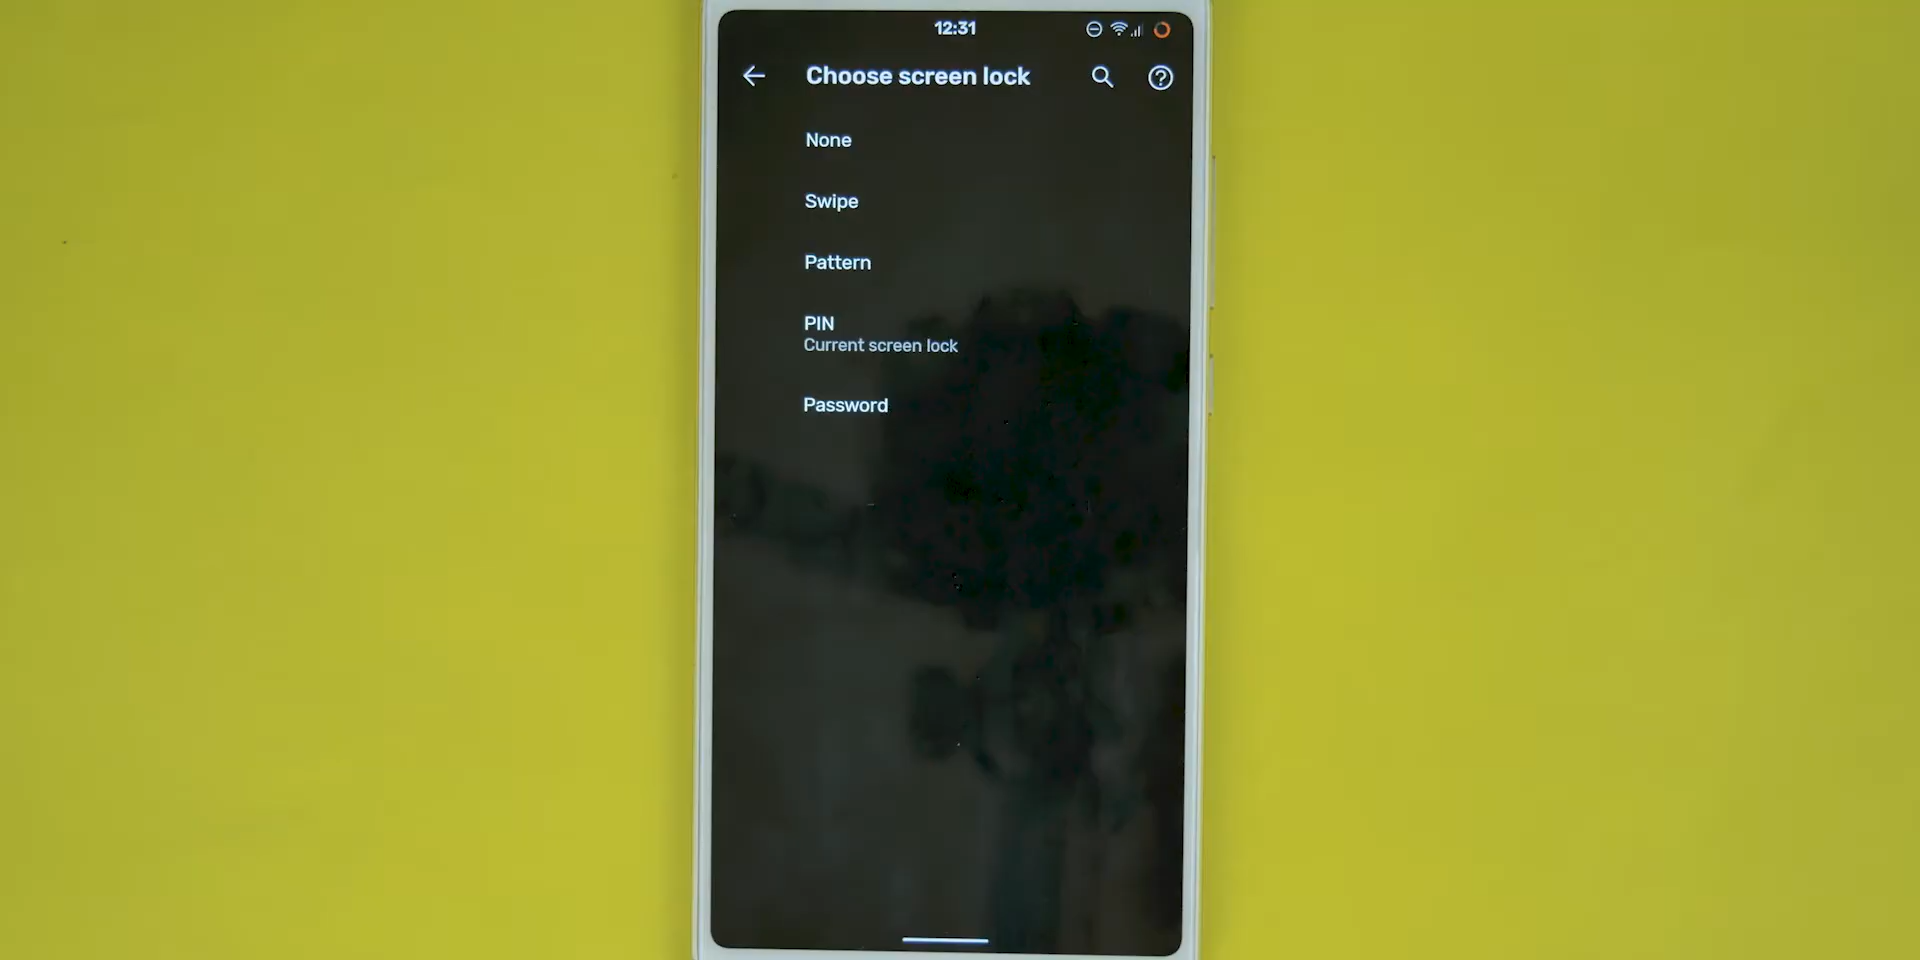 12:31
Choose screen lock
None
Swipe
Pattern
PIN
Current screen lock
Password